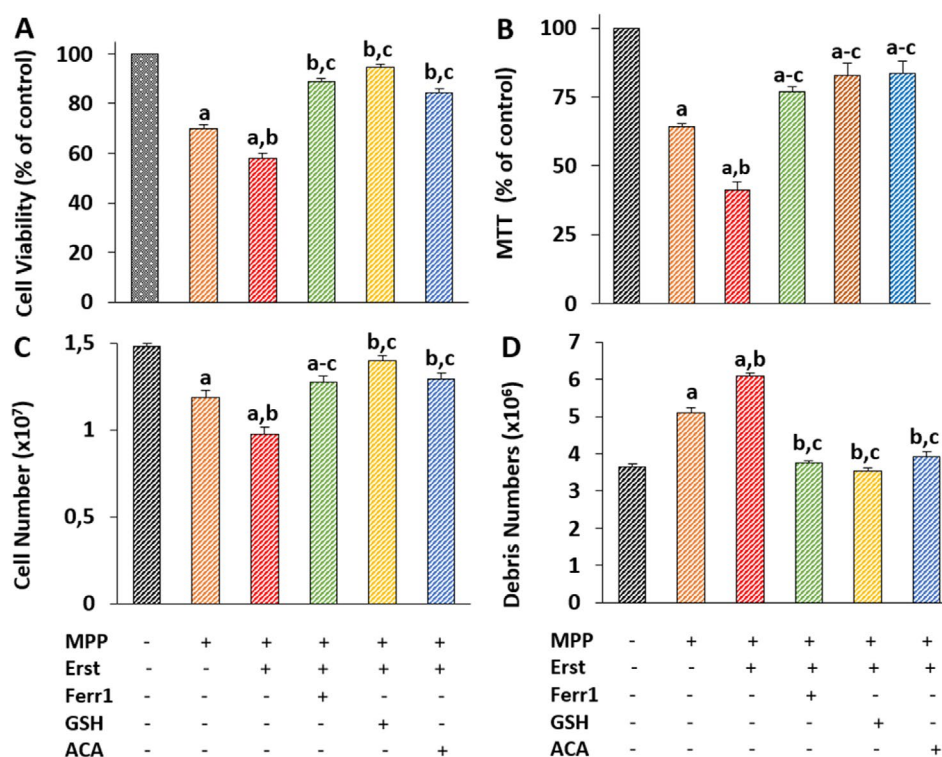 A
Cell Viability (% of control)
100
80
60
40
20
0
a
a,b
b,c
b,c
b,c
B
MTT (% of control)
100
75
50
25
0
a
a,b
a-c
a-c
a-c
C
Cell Number (x10⁷)
1,5
1
0,5
0
a
a,b
a-c
b,c
b,c
D
Debris Numbers (x10⁶)
7
6
5
4
3
2
1
0
a
a,b
b,c
b,c
b,c
MPP - + + + + +
Erst - - + + + +
Ferr1 - - - + - -
GSH - - - - + -
ACA - - - - - +
MPP - + + + + +
Erst - - + + + +
Ferr1 - - - + - -
GSH - - - - + -
ACA - - - - - +